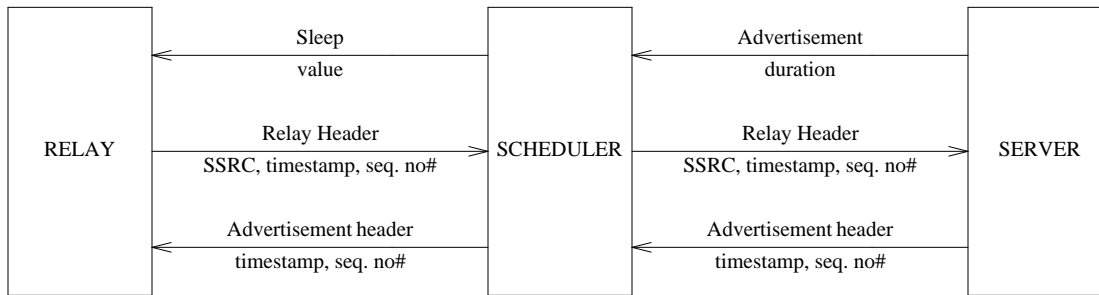 Sleep
value
Advertisement
duration
RELAY
Relay Header
SSRC, timestamp, seq. no#
SCHEDULER
Relay Header
SSRC, timestamp, seq. no#
SERVER
Advertisement header
timestamp, seq. no#
Advertisement header
timestamp, seq. no#